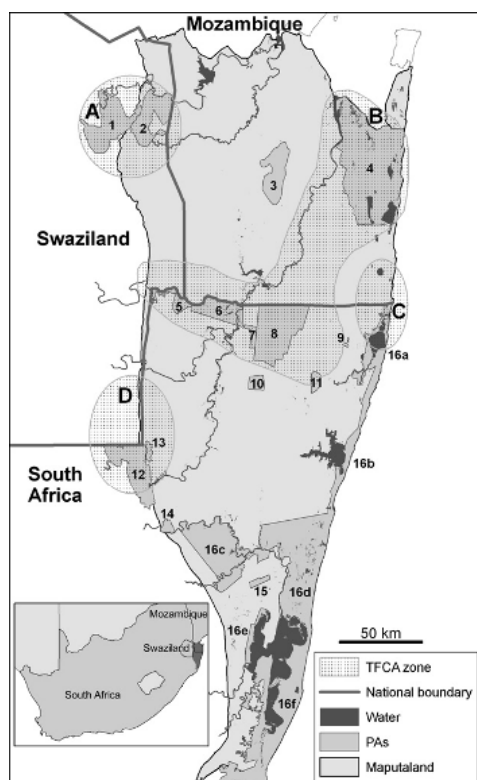 Mozambique
A
1
2
B
3
4
Swaziland
5
6
7
8
9
C
16a
10
11
D
13
16b
South
Africa
12
14
16c
15
16d
16e
16f
Mozambique
Swaziland
South Africa
50 km
TFCA zone
National boundary
Water
PAs
Maputaland